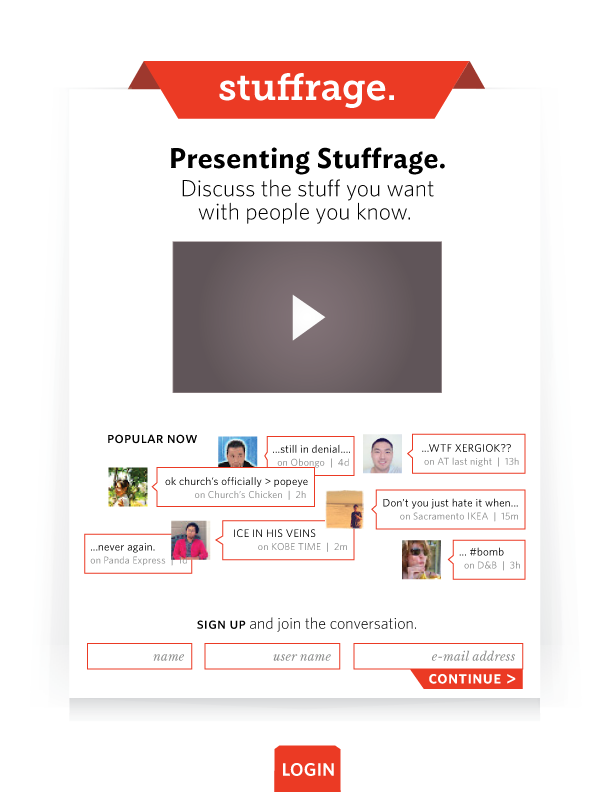 stuffrage.
Presenting Stuffrage.
Discuss the stuff you want
with people you know.
POPULAR NOW
...still in denial....
on Obongo | 4d
...WTF XERGIOK??
on AT last night | 13h
ok church's officially > popeye
on Church's Chicken | 2h
Don't you just hate it when...
on Sacramento IKEA | 15m
ICE IN HIS VEINS
on KOBE TIME | 2m
...never again.
on Panda Express | 1d
... #bomb
on D&B | 3h
SIGN UP and join the conversation.
name
user name
e-mail address
CONTINUE >
LOGIN